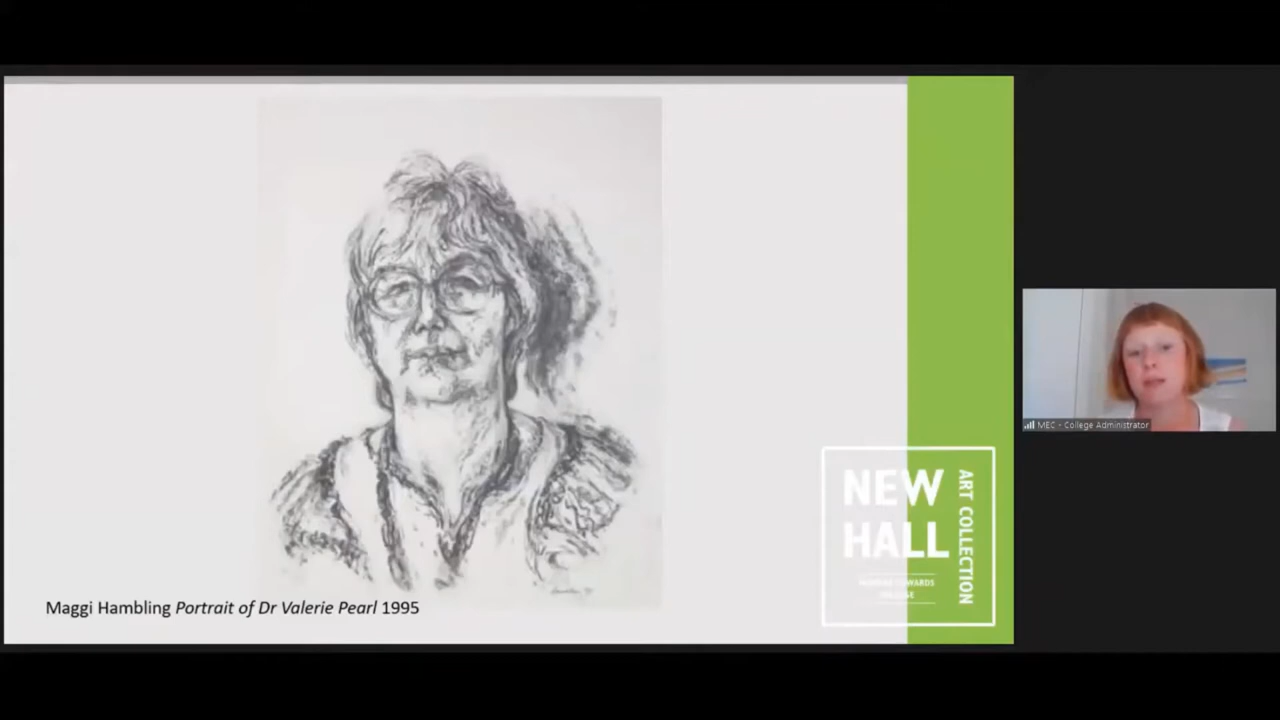 Maggi Hambling Portrait of Dr Valerie Pearl 1995
NEW
HALL
ART COLLECTION
MEC - College Administrator